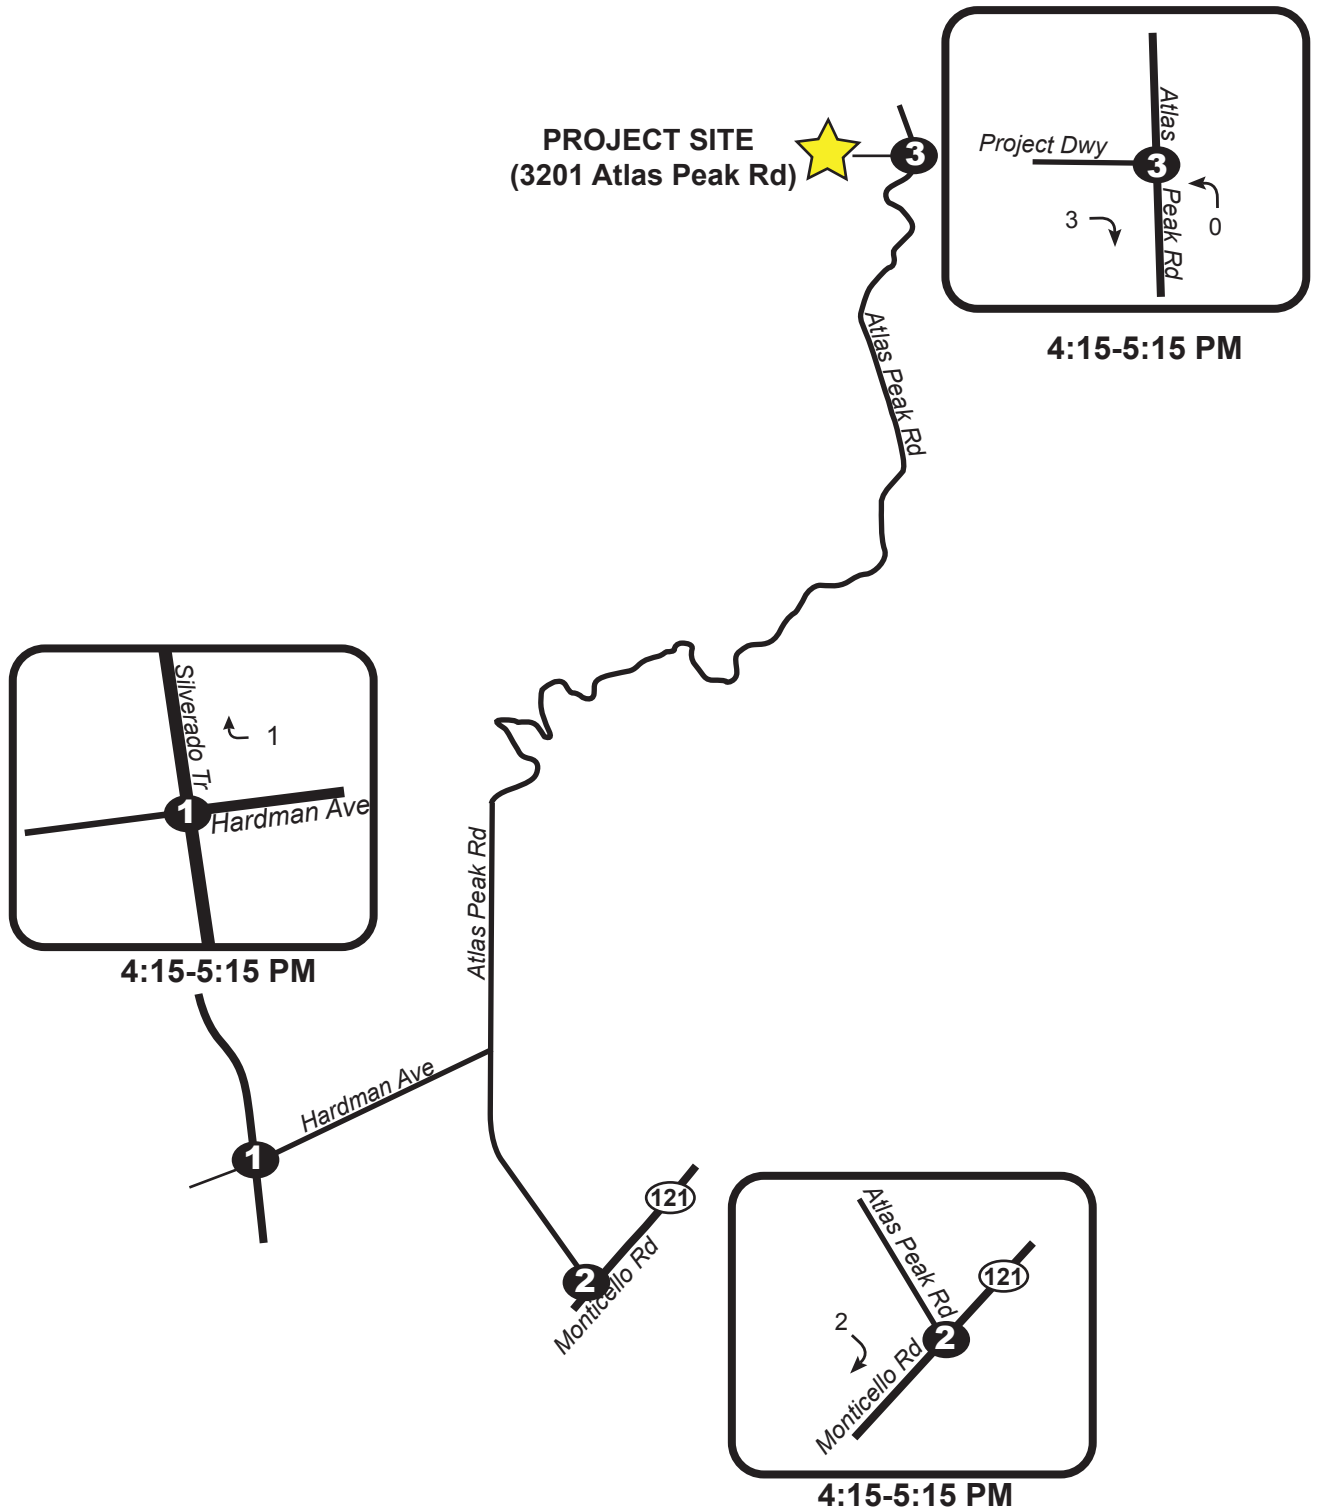 PROJECT SITE
(3201 Atlas Peak Rd)
3
Atlas
Project Dwy
3
Peak Rd
3
0
4:15-5:15 PM
Atlas Peak Rd
Silverado Tr
1
1
Hardman Ave
4:15-5:15 PM
Atlas Peak Rd
Hardman Ave
1
121
2
Monticello Rd
Atlas Peak Rd
121
2
2
Monticello Rd
4:15-5:15 PM